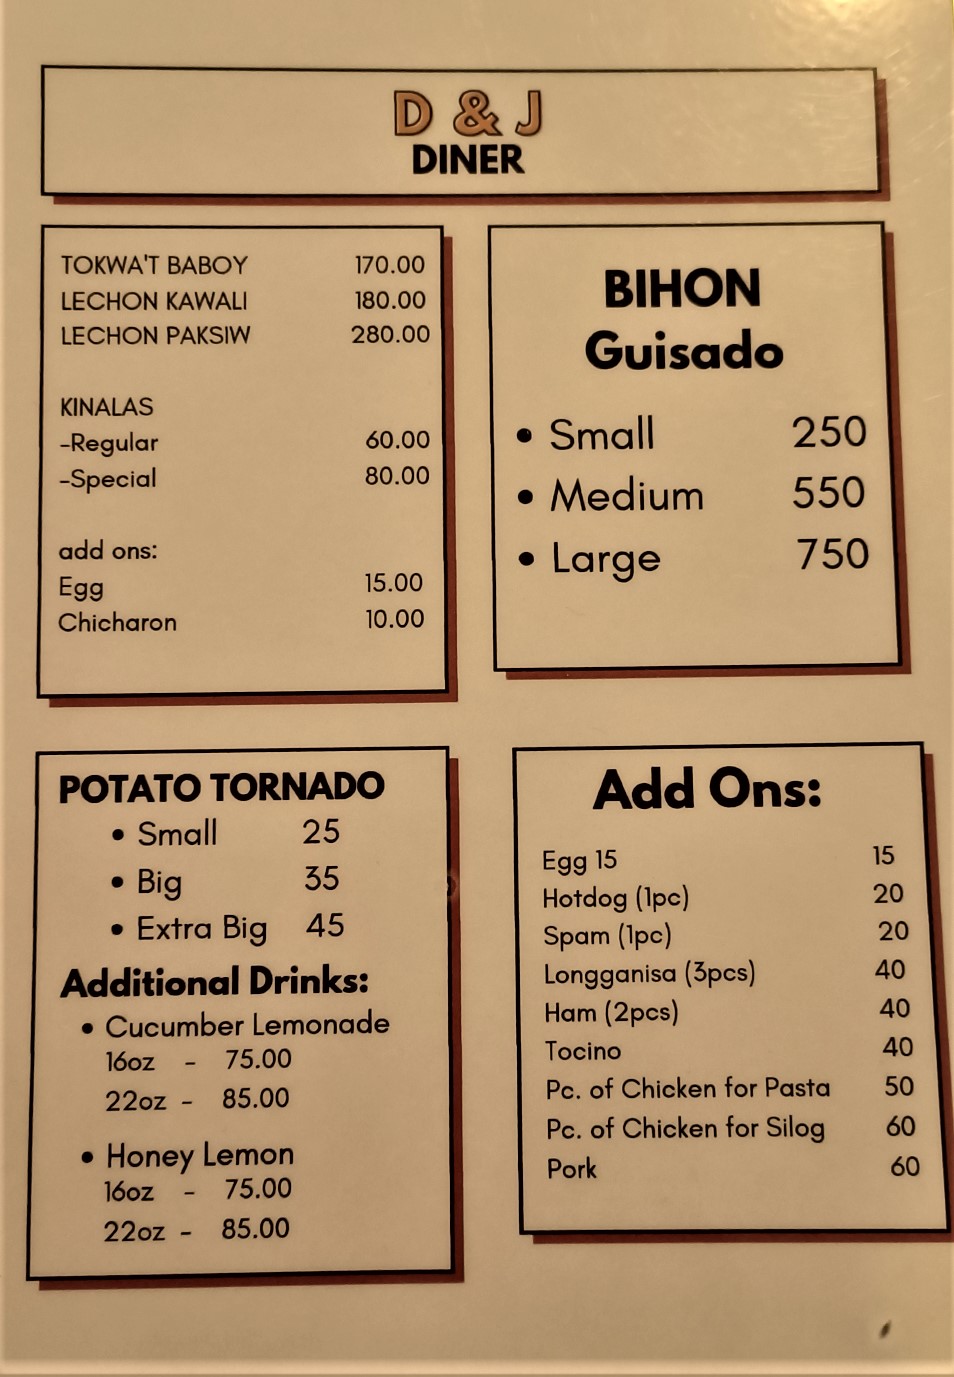 D & J
DINER
TOKWA'T BABOY 170.00
LECHON KAWALI 180.00
LECHON PAKSIW 280.00
KINALAS
-Regular 60.00
-Special 80.00
add ons:
Egg 15.00
Chicharon 10.00
BIHON
Guisado
• Small 250
• Medium 550
• Large 750
POTATO TORNADO
• Small 25
• Big 35
• Extra Big 45
Additional Drinks:
• Cucumber Lemonade
16oz - 75.00
22oz - 85.00
• Honey Lemon
16oz - 75.00
22oz - 85.00
Add Ons:
Egg 15 15
Hotdog (1pc) 20
Spam (1pc) 20
Longganisa (3pcs) 40
Ham (2pcs) 40
Tocino 40
Pc. of Chicken for Pasta 50
Pc. of Chicken for Silog 60
Pork 60